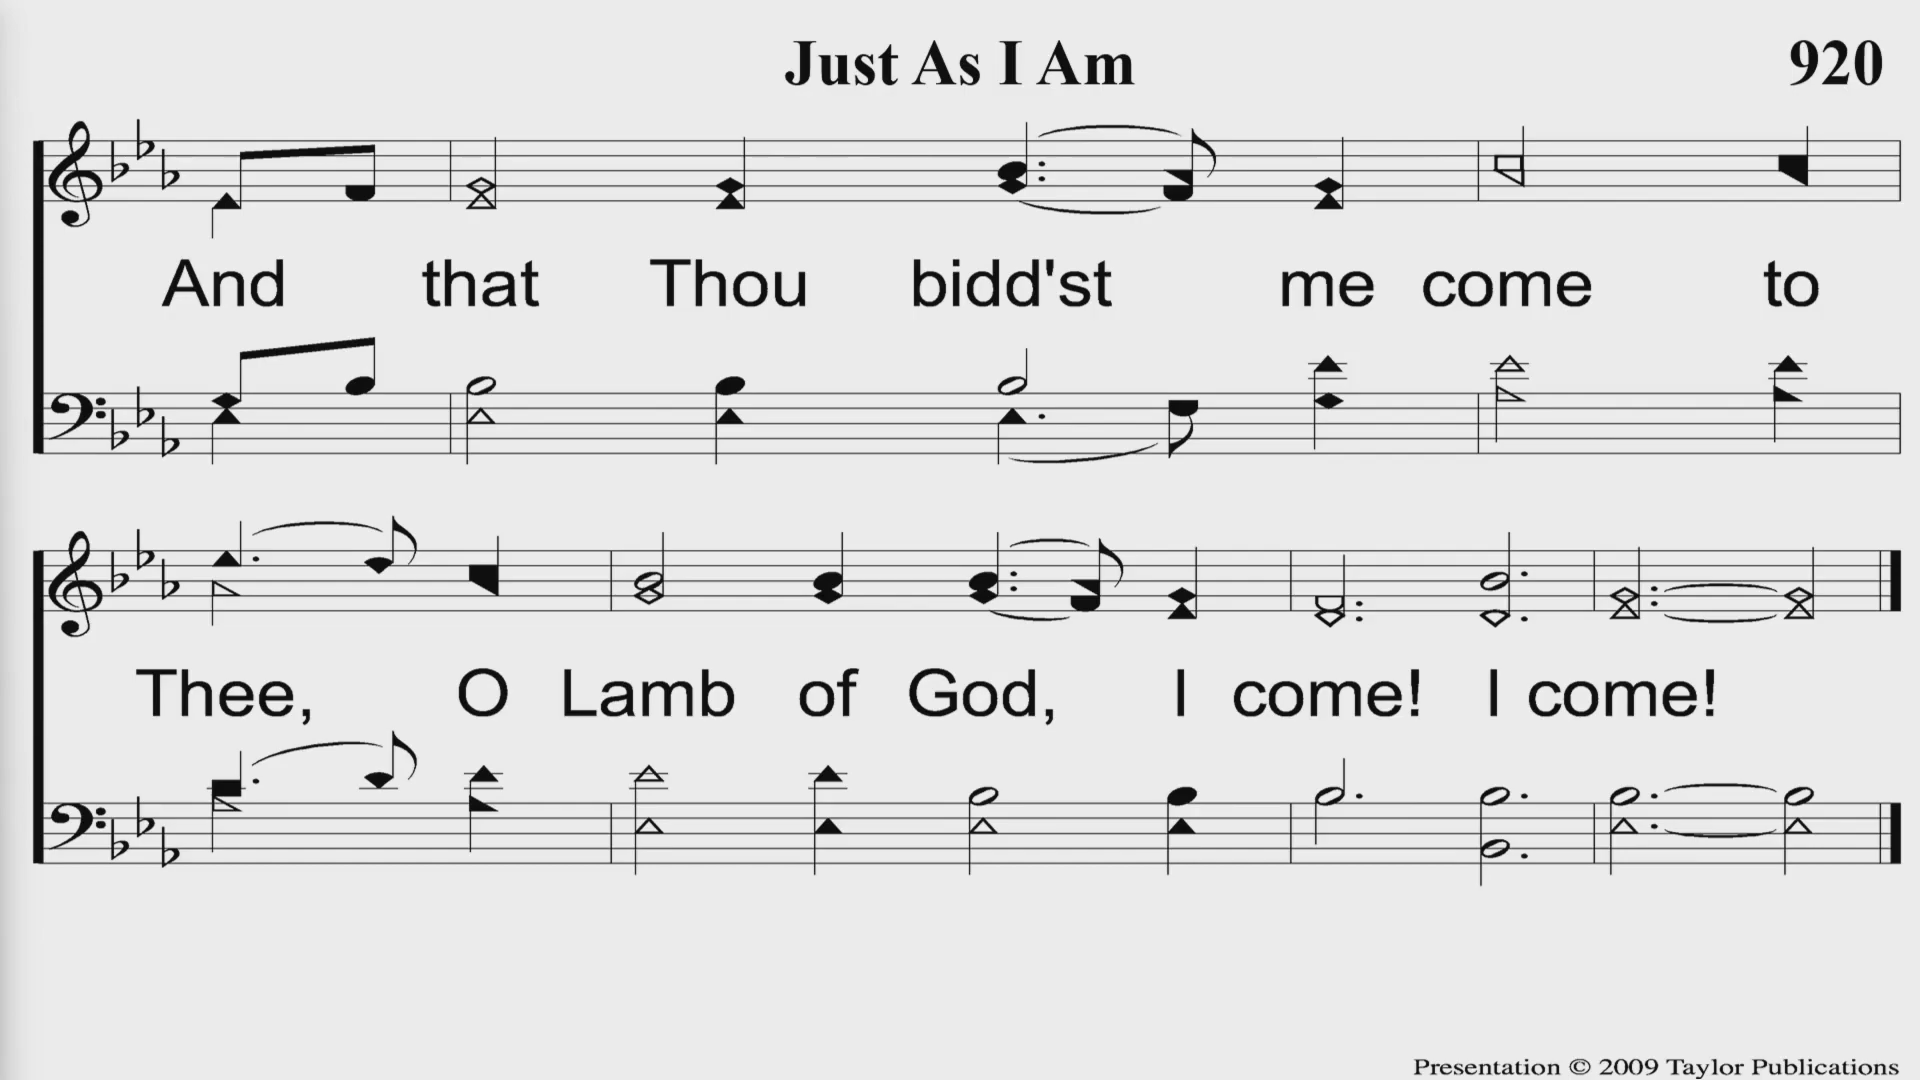 Just As I Am 920
And that Thou bidd'st me come to
Thee, O Lamb of God, I come! I come!
Presentation © 2009 Taylor Publications